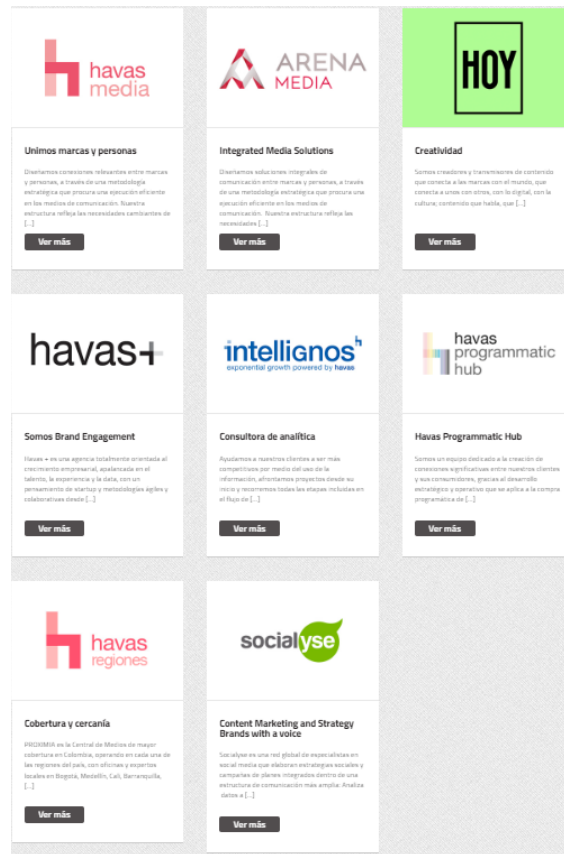 havas
media
ARENA
MEDIA
HOY
Unimos marcas y personas
Diseñamos conexiones relevantes entre marcas
y personas, a través de una metodología
estratégica que procura una ejecución eficiente
en los medios de comunicación. Nuestra
estructura refleja las necesidades cambiantes de
[...]
Ver más
Integrated Media Solutions
Diseñamos soluciones integrales de
comunicación entre marcas y personas, a través
de una metodología estratégica que procura una
ejecución eficiente en los medios de
comunicación. Nuestra estructura refleja las
necesidades [...]
Ver más
Creatividad
Somos creadores y transmisores de contenido
que conecta a las marcas con el mundo, que
conecta a unos con otros, con lo digital, con la
cultura; contenido que habla, que [...]
Ver más
havas+
intellignos h
exponential growth powered by havas
havas
programmatic
hub
Somos Brand Engagement
Havas + es una agencia totalmente orientada al
crecimiento empresarial, apalancada en el
talento, la experiencia y la data, con un
pensamiento de startup y metodologías ágiles y
colaborativas desde [...]
Ver más
Consultora de analítica
Ayudamos a nuestros clientes a ser más
competitivos por medio del uso de la
información, afrontamos proyectos desde su
inicio y recorremos todas las etapas incluidas en
el flujo de [...]
Ver más
Havas Programmatic Hub
Somos un equipo dedicado a la creación de
conexiones significativas entre nuestros clientes
y sus consumidores, gracias al desarrollo
estratégico y operativo que se aplica a la compra
programática de [...]
Ver más
havas
regiones
socialyse
Cobertura y cercanía
PROXIMIA es la Central de Medios de mayor
cobertura en Colombia, operando en cada una de
las regiones del país, con oficinas y expertos
locales en Bogotá, Medellín, Cali, Barranquilla,
[...]
Ver más
Content Marketing and Strategy
Brands with a voice
Socialyse es una red global de especialistas en
social media que elaboran estrategias sociales y
campañas de planes integrados dentro de una
estructura de comunicación más amplia: Analiza
datos a [...]
Ver más